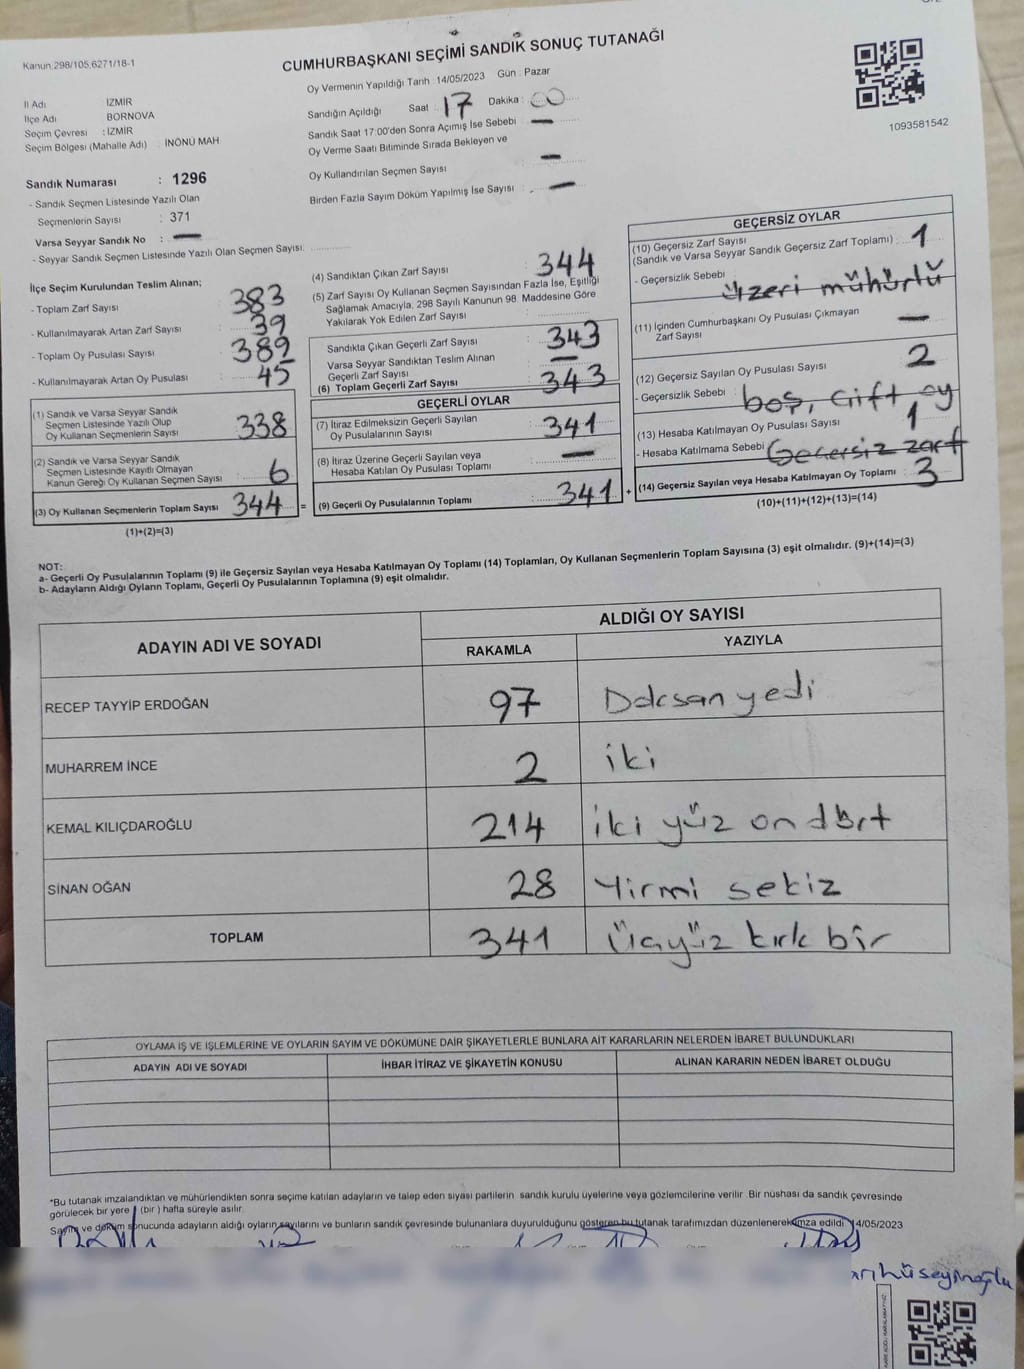 Kanun.298/105,6271/18-1
CUMHURBAŞKANI SEÇİMİ SANDIK SONUÇ TUTANAĞI
Oy Vermenin Yapıldığı Tarih : 14/05/2023 Gün : Pazar
İl Adı İZMİR
İlçe Adı BORNOVA
Seçim Çevresi : İZMİR
Seçim Bölgesi (Mahalle Adı) : İNÖNÜ MAH
Sandığın Açıldığı Saat : 17 Dakika : 00
Sandık Saat 17:00'den Sonra Açımış İse Sebebi : —
Oy Verme Saati Bitiminde Sırada Bekleyen ve
Oy Kullandırılan Seçmen Sayısı : —
Birden Fazla Sayım Döküm Yapılmış İse Sayısı : —
1093581542
Sandık Numarası : 1296
- Sandık Seçmen Listesinde Yazılı Olan
Seçmenlerin Sayısı : 371
Varsa Seyyar Sandık No : —
- Seyyar Sandık Seçmen Listesinde Yazılı Olan Seçmen Sayısı:
İlçe Seçim Kurulundan Teslim Alınan;
- Toplam Zarf Sayısı : 383
- Kullanılmayarak Artan Zarf Sayısı : 39
- Toplam Oy Pusulası Sayısı : 389
- Kullanılmayarak Artan Oy Pusulası : 45
(1) Sandık ve Varsa Seyyar Sandık
Seçmen Listesinde Yazılı Olup
Oy Kullanan Seçmenlerin Sayısı : 338
(2) Sandık ve Varsa Seyyar Sandık
Seçmen Listesinde Kayıtlı Olmayan
Kanun Gereği Oy Kullanan Seçmen Sayısı : 6
(3) Oy Kullanan Seçmenlerin Toplam Sayısı 344 =
(1)+(2)=(3)
(4) Sandıktan Çıkan Zarf Sayısı : 344
(5) Zarf Sayısı Oy Kullanan Seçmen Sayısından Fazla İse, Eşitliği
Sağlamak Amacıyla, 298 Sayılı Kanunun 98. Maddesine Göre
Yakılarak Yok Edilen Zarf Sayısı :
Sandıkta Çıkan Geçerli Zarf Sayısı : 343
Varsa Seyyar Sandıktan Teslim Alınan
Geçerli Zarf Sayısı : —
(6) Toplam Geçerli Zarf Sayısı : 343
GEÇERLİ OYLAR
(7) İtiraz Edilmeksizin Geçerli Sayılan
Oy Pusulalarının Sayısı : 341
(8) İtiraz Üzerine Geçerli Sayılan veya
Hesaba Katılan Oy Pusulası Toplamı : —
(9) Geçerli Oy Pusulalarının Toplamı : 341 +
GEÇERSİZ OYLAR
(10) Geçersiz Zarf Sayısı
(Sandık ve Varsa Seyyar Sandık Geçersiz Zarf Toplamı) : 1
- Geçersizlik Sebebi : üzeri mühürlü
(11) İçinden Cumhurbaşkanı Oy Pusulası Çıkmayan
Zarf Sayısı : —
(12) Geçersiz Sayılan Oy Pusulası Sayısı : 2
- Geçersizlik Sebebi : boş, Çift oy
(13) Hesaba Katılmayan Oy Pusulası Sayısı : 1
- Hesaba Katılmama Sebebi : Geçersiz zarf
(14) Geçersiz Sayılan veya Hesaba Katılmayan Oy Toplamı : 3
(10)+(11)+(12)+(13)=(14)
NOT:
a- Geçerli Oy Pusulalarının Toplamı (9) ile Geçersiz Sayılan veya Hesaba Katılmayan Oy Toplamı (14) Toplamları, Oy Kullanan Seçmenlerin Toplam Sayısına (3) eşit olmalıdır. (9)+(14)=(3)
b- Adayların Aldığı Oyların Toplamı, Geçerli Oy Pusulalarının Toplamına (9) eşit olmalıdır.
ADAYIN ADI VE SOYADI
ALDIĞI OY SAYISI
RAKAMLA YAZIYLA
RECEP TAYYİP ERDOĞAN 97 Doksan yedi
MUHARREM İNCE 2 iki
KEMAL KILIÇDAROĞLU 214 iki yüz on dört
SİNAN OĞAN 28 Yirmi sekiz
TOPLAM 341 Üçyüz kırk bir
OYLAMA İŞ VE İŞLEMLERİNE VE OYLARIN SAYIM VE DÖKÜMÜNE DAİR ŞİKAYETLERLE BUNLARA AİT KARARLARIN NELERDEN İBARET BULUNDUKLARI
ADAYIN ADI VE SOYADI İHBAR İTİRAZ VE ŞİKAYETİN KONUSU ALINAN KARARIN NEDEN İBARET OLDUĞU
*Bu tutanak imzalandıktan ve mühürlendikten sonra seçime katılan adayların ve talep eden siyasi partilerin sandık kurulu üyelerine veya gözlemcilerine verilir .Bir nüshası da sandık çevresinde
görülecek bir yere 1 (bir ) hafta süreyle asılır.
Sayım ve döküm sonucunda adayların aldığı oyların sayılarını ve bunların sandık çevresinde bulunanlara duyurulduğunu gösteren bu tutanak tarafımızdan düzenlenerek imza edildi. 14/05/2023